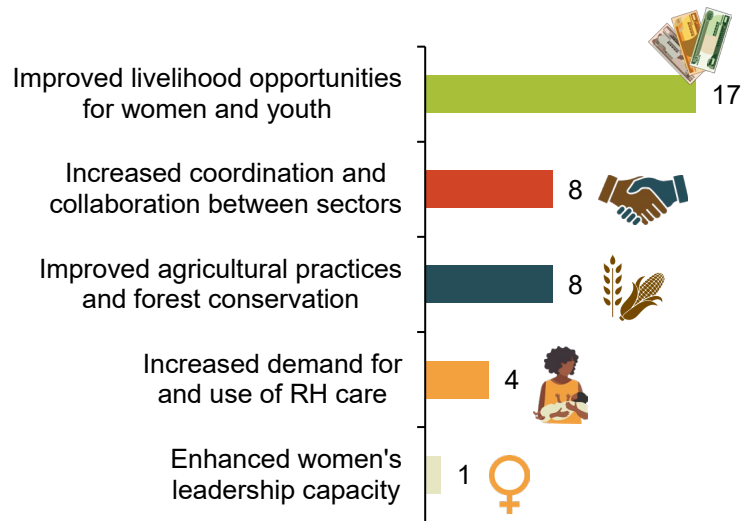 Improved livelihood opportunities
for women and youth
17
Increased coordination and
collaboration between sectors
8
Improved agricultural practices
and forest conservation
8
Increased demand for
and use of RH care
4
Enhanced women's
leadership capacity
1